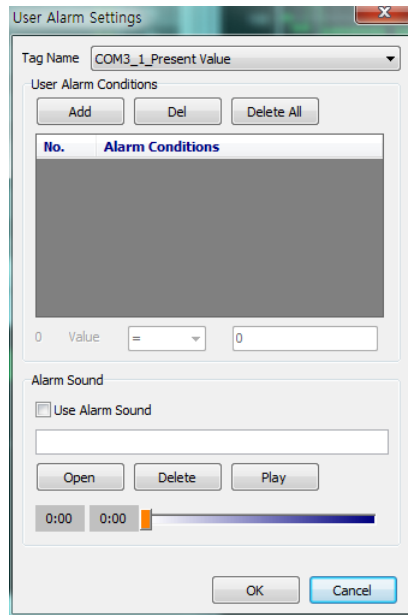 User Alarm Settings
Tag Name COM3_1_Present Value
User Alarm Conditions
Add Del Delete All
No. Alarm Conditions
0 Value = 0
Alarm Sound
Use Alarm Sound
Open Delete Play
0:00 0:00
OK Cancel